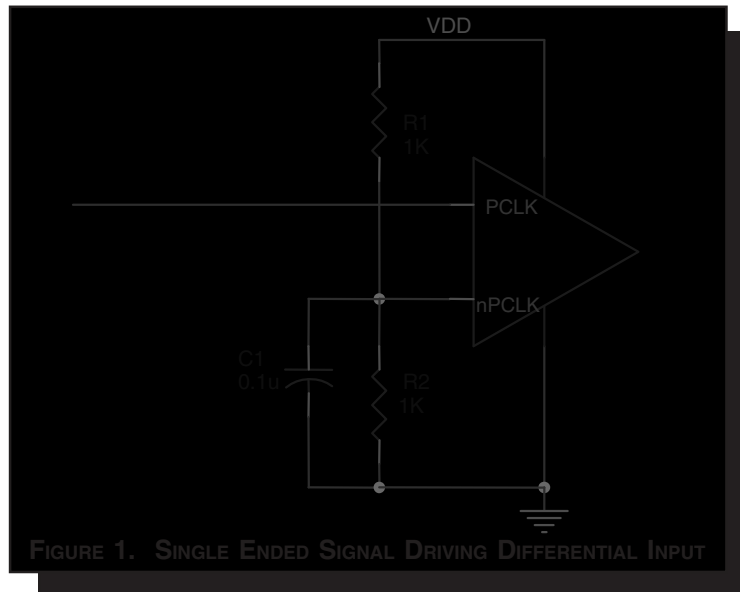 VDD
R1
1K
PCLK
nPCLK
C1
0.1u
R2
1K
FIGURE 1. SINGLE ENDED SIGNAL DRIVING DIFFERENTIAL INPUT